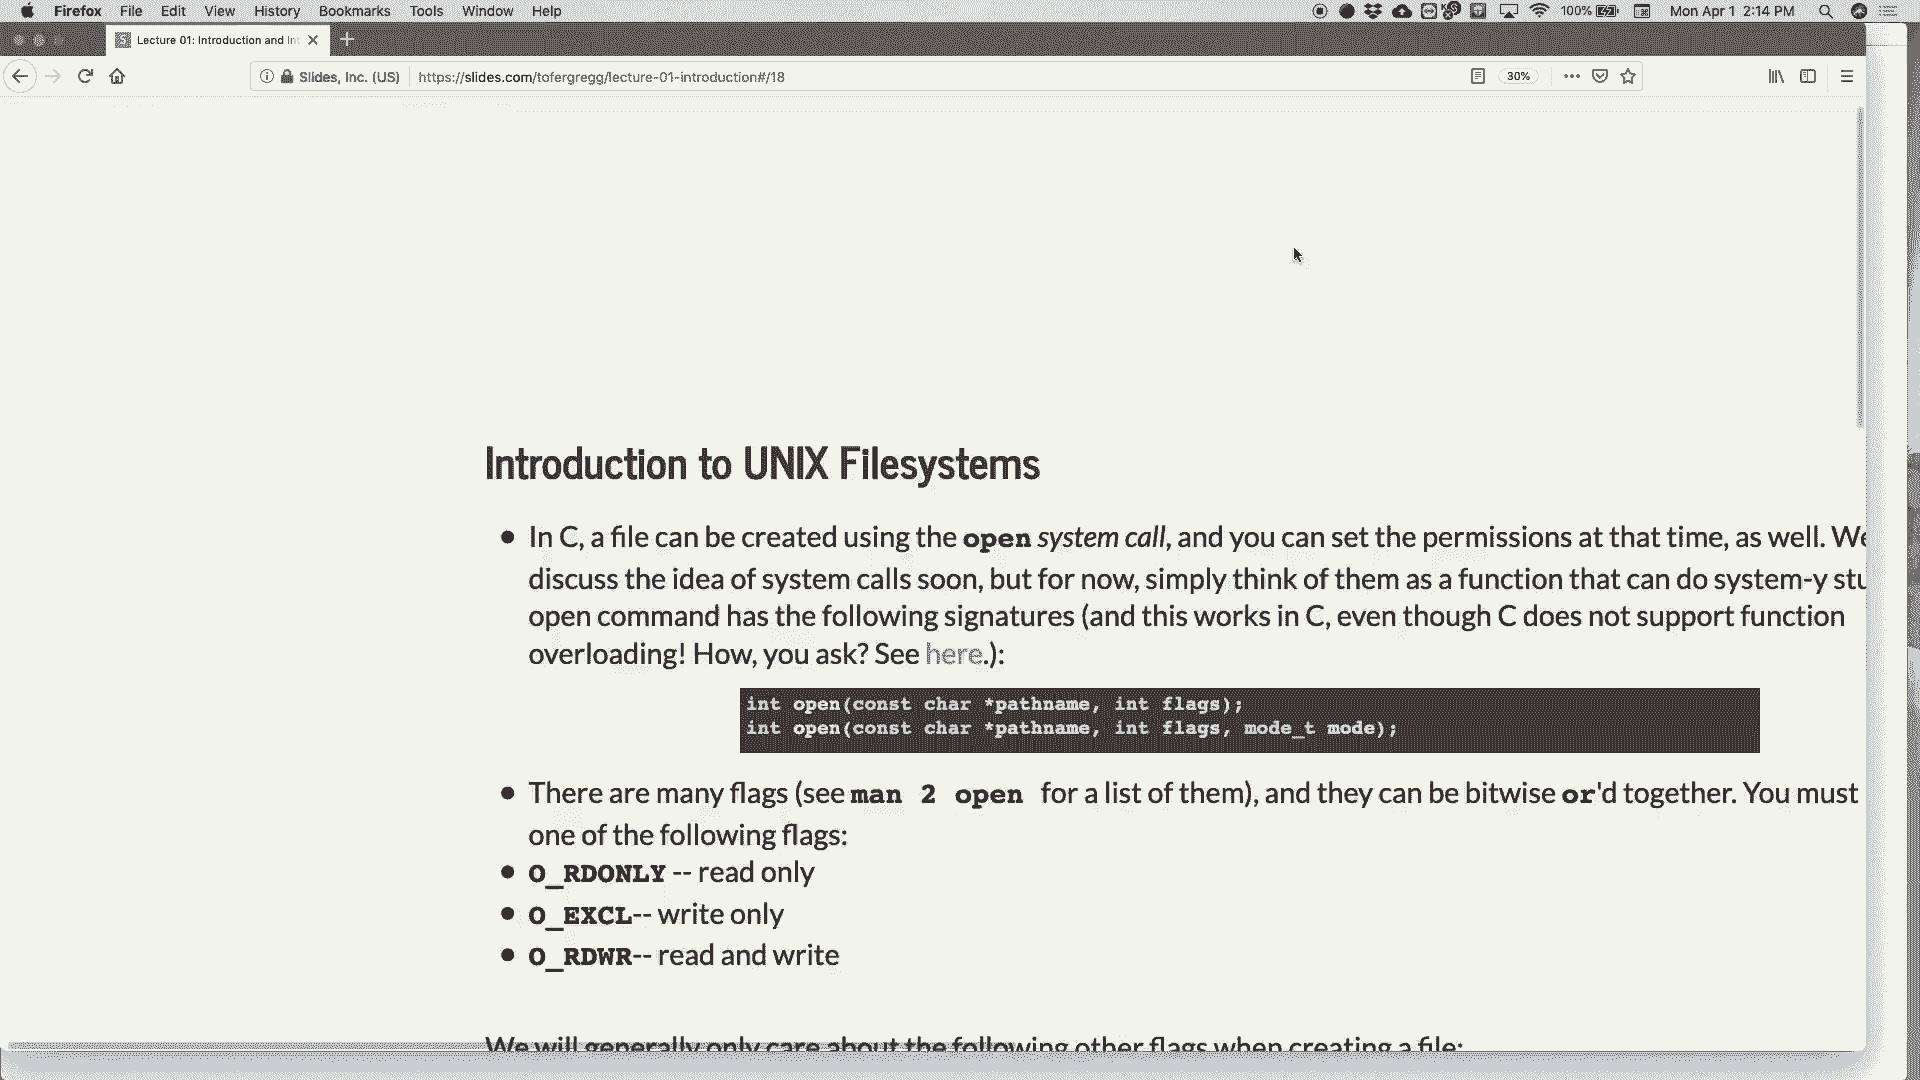 Firefox File Edit View History Bookmarks Tools Window Help 100% Mon Apr 1 2:14 PM
Lecture 01: Introduction and In
Slides, Inc. (US) https://slides.com/tofergregg/lecture-01-introduction#/18 30%
Introduction to UNIX Filesystems
In C, a file can be created using the open system call, and you can set the permissions at that time, as well. We
discuss the idea of system calls soon, but for now, simply think of them as a function that can do system-y stu
open command has the following signatures (and this works in C, even though C does not support function
overloading! How, you ask? See here.):
int open(const char *pathname, int flags);
int open(const char *pathname, int flags, mode_t mode);
There are many flags (see man 2 open for a list of them), and they can be bitwise or'd together. You must
one of the following flags:
O_RDONLY -- read only
O_EXCL-- write only
O_RDWR-- read and write
We will generally only care about the following other flags when creating a file: